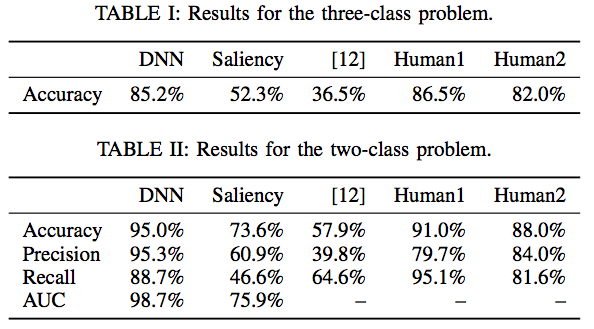 TABLE I: Results for the three-class problem.
DNN Saliency [12] Human1 Human2
Accuracy 85.2% 52.3% 36.5% 86.5% 82.0%
TABLE II: Results for the two-class problem.
DNN Saliency [12] Human1 Human2
Accuracy 95.0% 73.6% 57.9% 91.0% 88.0%
Precision 95.3% 60.9% 39.8% 79.7% 84.0%
Recall 88.7% 46.6% 64.6% 95.1% 81.6%
AUC 98.7% 75.9% – – –